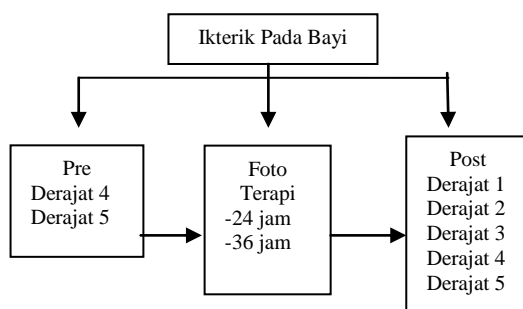 Ikterik Pada Bayi
Pre
Derajat 4
Derajat 5
Foto
Terapi
-24 jam
-36 jam
Post
Derajat 1
Derajat 2
Derajat 3
Derajat 4
Derajat 5